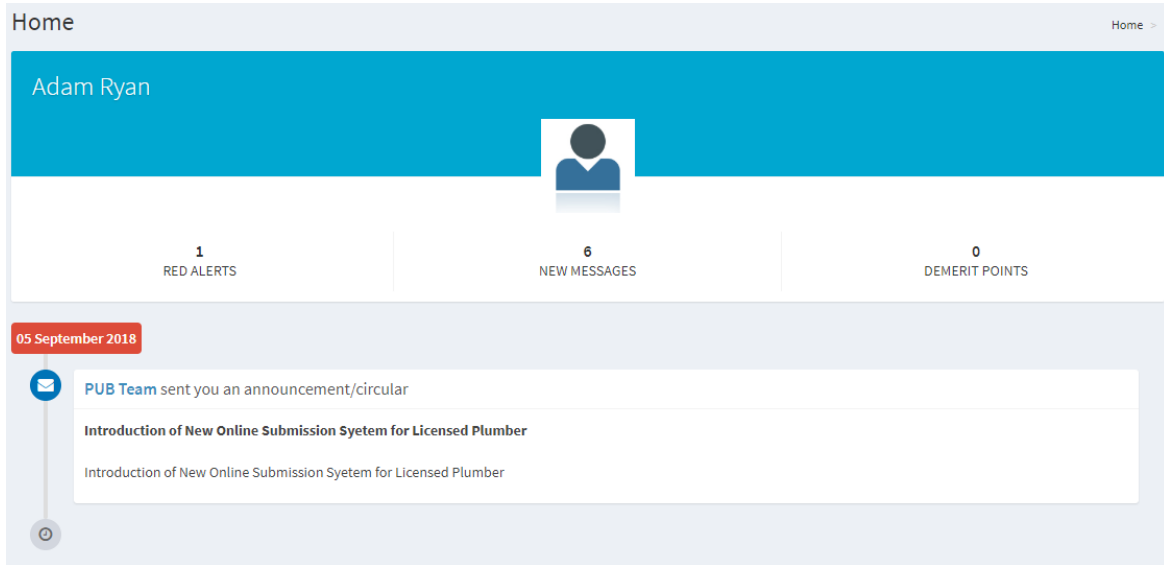 Home
Home >
Adam Ryan
1
RED ALERTS
6
NEW MESSAGES
0
DEMERIT POINTS
05 September 2018
PUB Team sent you an announcement/circular
Introduction of New Online Submission Syetem for Licensed Plumber
Introduction of New Online Submission Syetem for Licensed Plumber